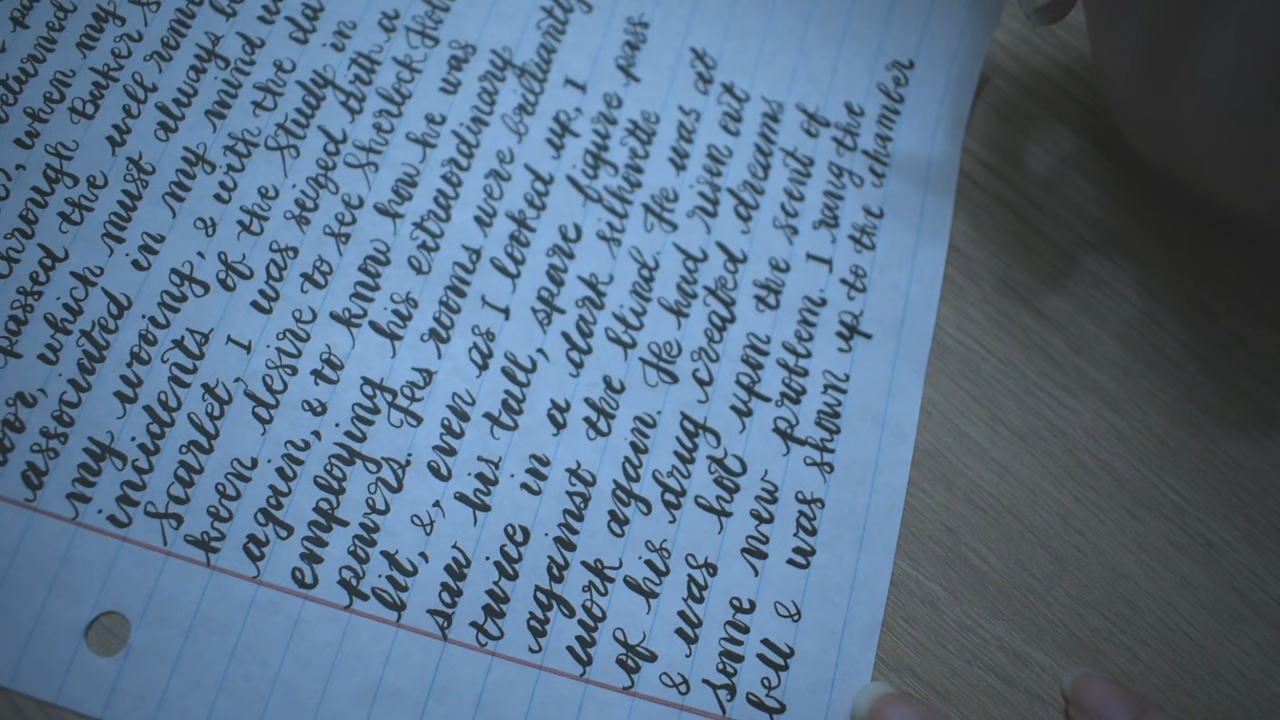 returned
when my
through Baker
passed the well
door, which must always
associated in my mind
my wooing, & with the
incidents of the Study in
Scarlet, I was seized with a
keen desire to see Sherlock
again, & to know how he was
employing his extraordinary
powers. His rooms were brilliantly
lit, &, even as I looked up, I
saw his tall, spare figure pass
twice in a dark silhouette
against the blind. He was at
work again. He had risen out
of his drug created dreams
& was hot upon the scent of
some new problem. I rang the
bell & was shown up to the chamber